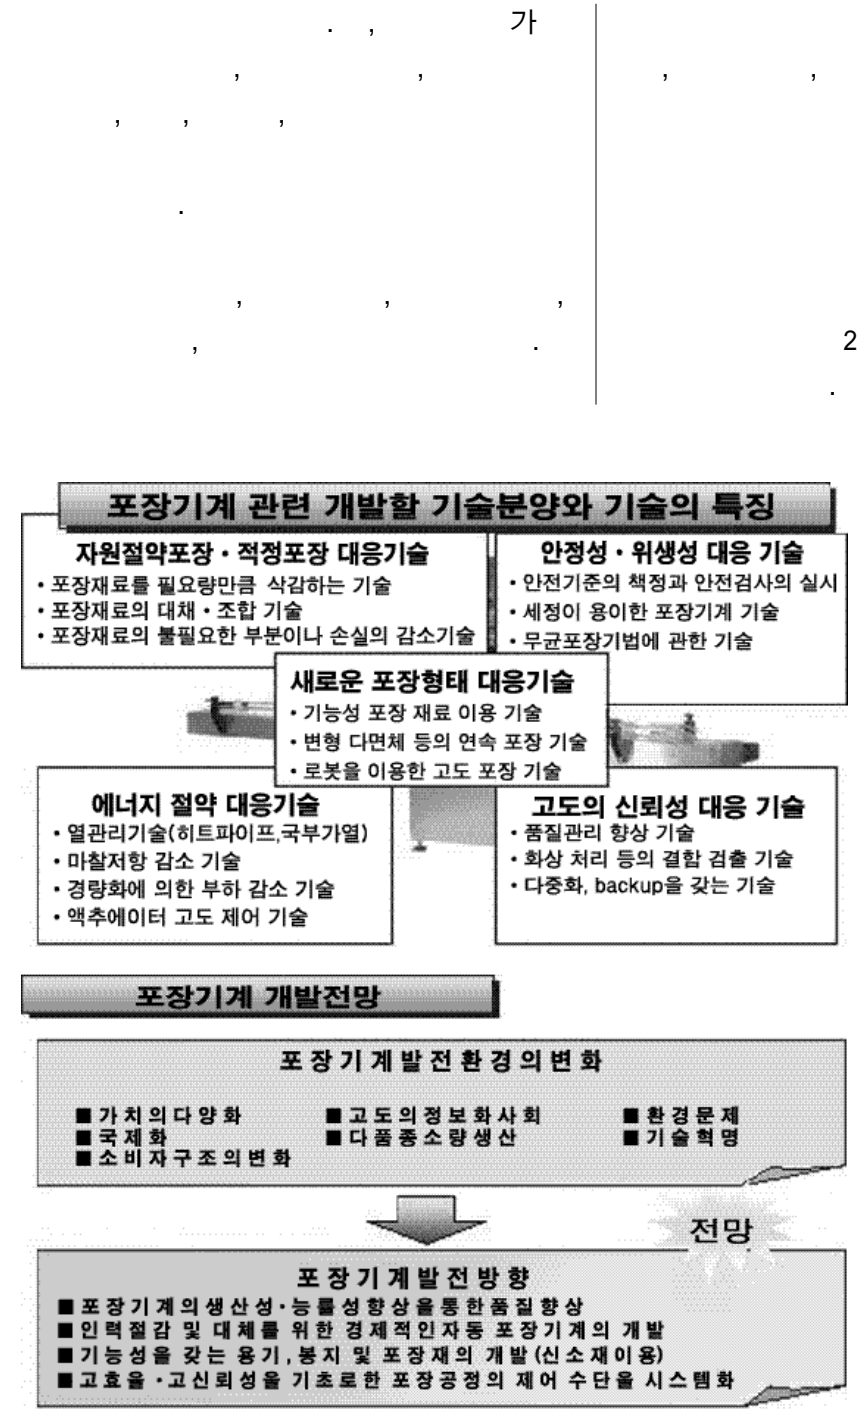 . , 가
, ,
, , ,
.
, , ,
, .
, ,
2
.
포장기계 관련 개발할 기술분양와 기술의 특징
자원절약포장·적정포장 대응기술
• 포장재료를 필요량만큼 삭감하는 기술
• 포장재료의 대채·조합 기술
• 포장재료의 불필요한 부분이나 손실의 감소기술
안정성·위생성 대응 기술
• 안전기준의 책정과 안전검사의 실시
• 세정이 용이한 포장기계 기술
• 무균포장기법에 관한 기술
새로운 포장형태 대응기술
• 기능성 포장 재료 이용 기술
• 변형 다면체 등의 연속 포장 기술
• 로봇을 이용한 고도 포장 기술
에너지 절약 대응기술
• 열관리기술(히트파이프,국부가열)
• 마찰저항 감소 기술
• 경량화에 의한 부하 감소 기술
• 액추에이터 고도 제어 기술
고도의 신뢰성 대응 기술
• 품질관리 향상 기술
• 화상 처리 등의 결함 검출 기술
• 다중화, backup을 갖는 기술
포장기계 개발전망
포장기계발전환경의변화
■ 가치의다양화
■ 국제화
■ 소비자구조의변화
■ 고도의정보화사회
■ 다품종소량생산
■ 환경문제
■ 기술혁명
전망
포장기계발전방향
■ 포장기계의생산성·능률성향상을통한품질향상
■ 인력절감 및 대체를 위한 경제적인자동 포장기계의 개발
■ 기능성을 갖는 용기,봉지 및 포장재의 개발(신소재이용)
■ 고효율·고신뢰성을 기초로한 포장공정의 제어 수단을 시스템화